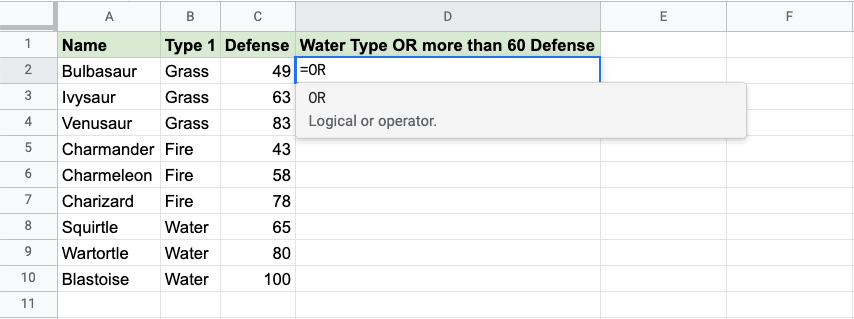 A B C D E F
1 Name Type 1 Defense Water Type OR more than 60 Defense
2 Bulbasaur Grass 49 =OR
3 Ivysaur Grass 63 OR
4 Venusaur Grass 83 Logical or operator.
5 Charmander Fire 43
6 Charmeleon Fire 58
7 Charizard Fire 78
8 Squirtle Water 65
9 Wartortle Water 80
10 Blastoise Water 100
11